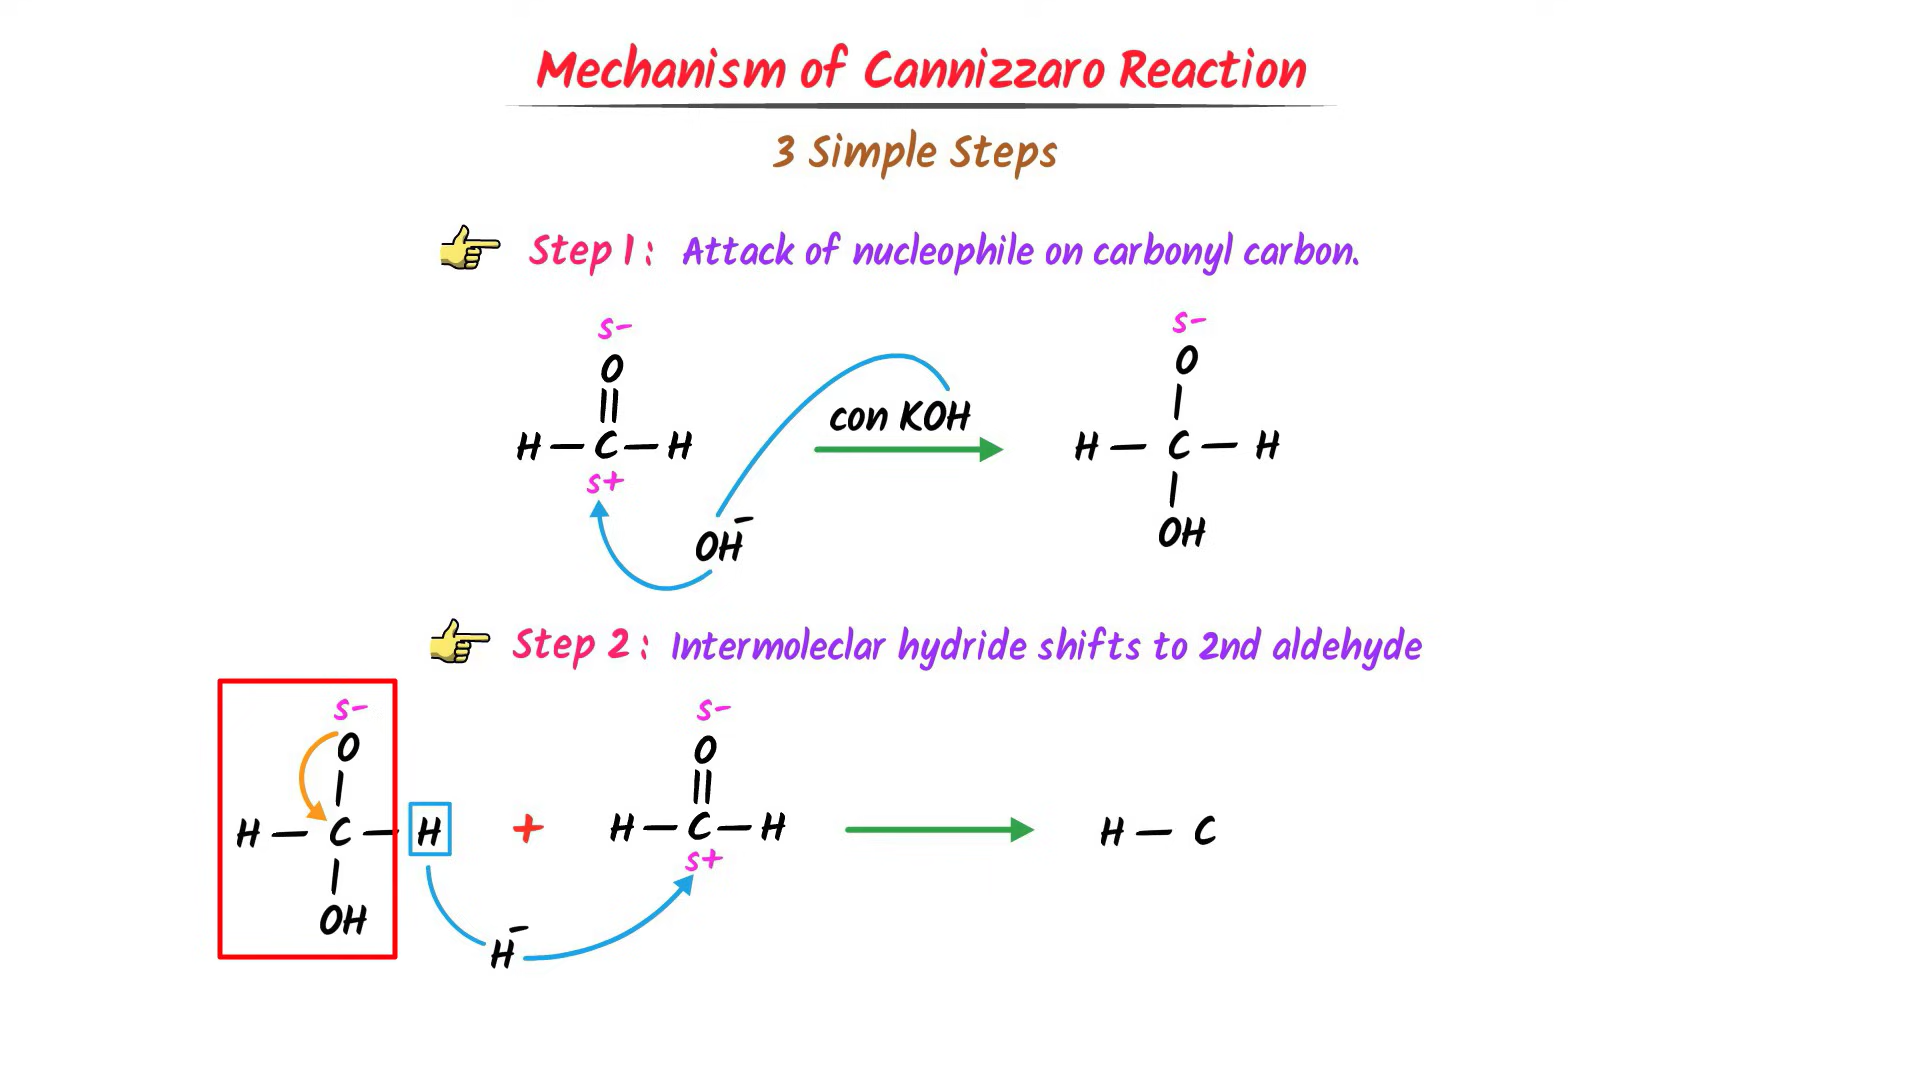 Mechanism of Cannizzaro Reaction
3 Simple Steps
Step 1: Attack of nucleophile on carbonyl carbon.
s-
O
H — C — H
s+
OH⁻
con KOH
s-
O
H — C — H
OH
Step 2: Intermoleclar hydride shifts to 2nd aldehyde
s-
O
H — C — H
OH
H⁻
+
s-
O
H — C — H
s+
H — C